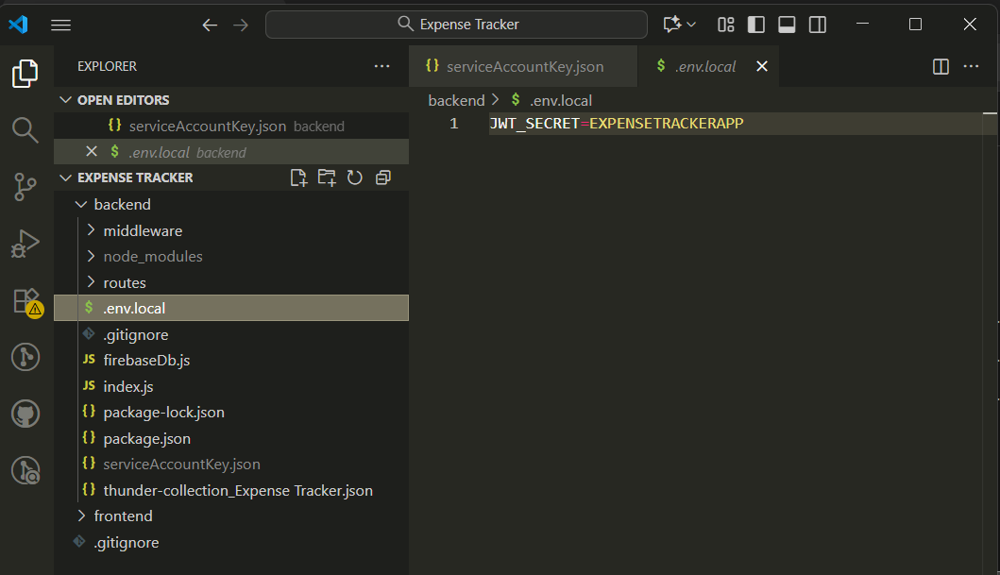 Expense Tracker
EXPLORER
OPEN EDITORS
{} serviceAccountKey.json backend
$ .env.local backend
EXPENSE TRACKER
backend
middleware
node_modules
routes
$ .env.local
.gitignore
JS firebaseDb.js
JS index.js
{} package-lock.json
{} package.json
{} serviceAccountKey.json
{} thunder-collection_Expense Tracker.json
frontend
.gitignore
{} serviceAccountKey.json
$ .env.local
backend > $ .env.local
1 JWT_SECRET=EXPENSETRACKERAPP